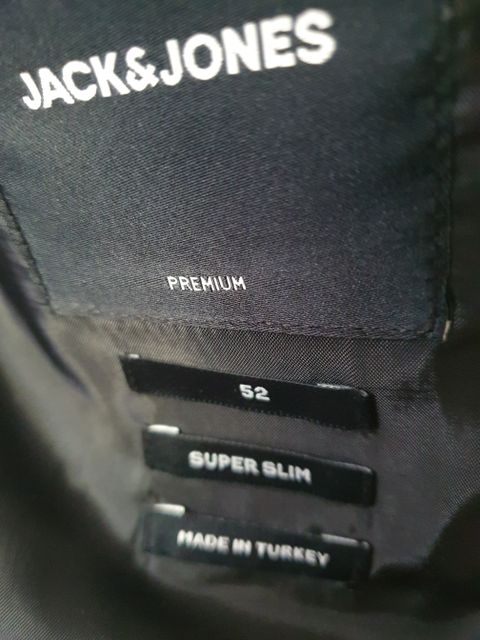 JACK&JONES
PREMIUM
52
SUPER SLIM
MADE IN TURKEY